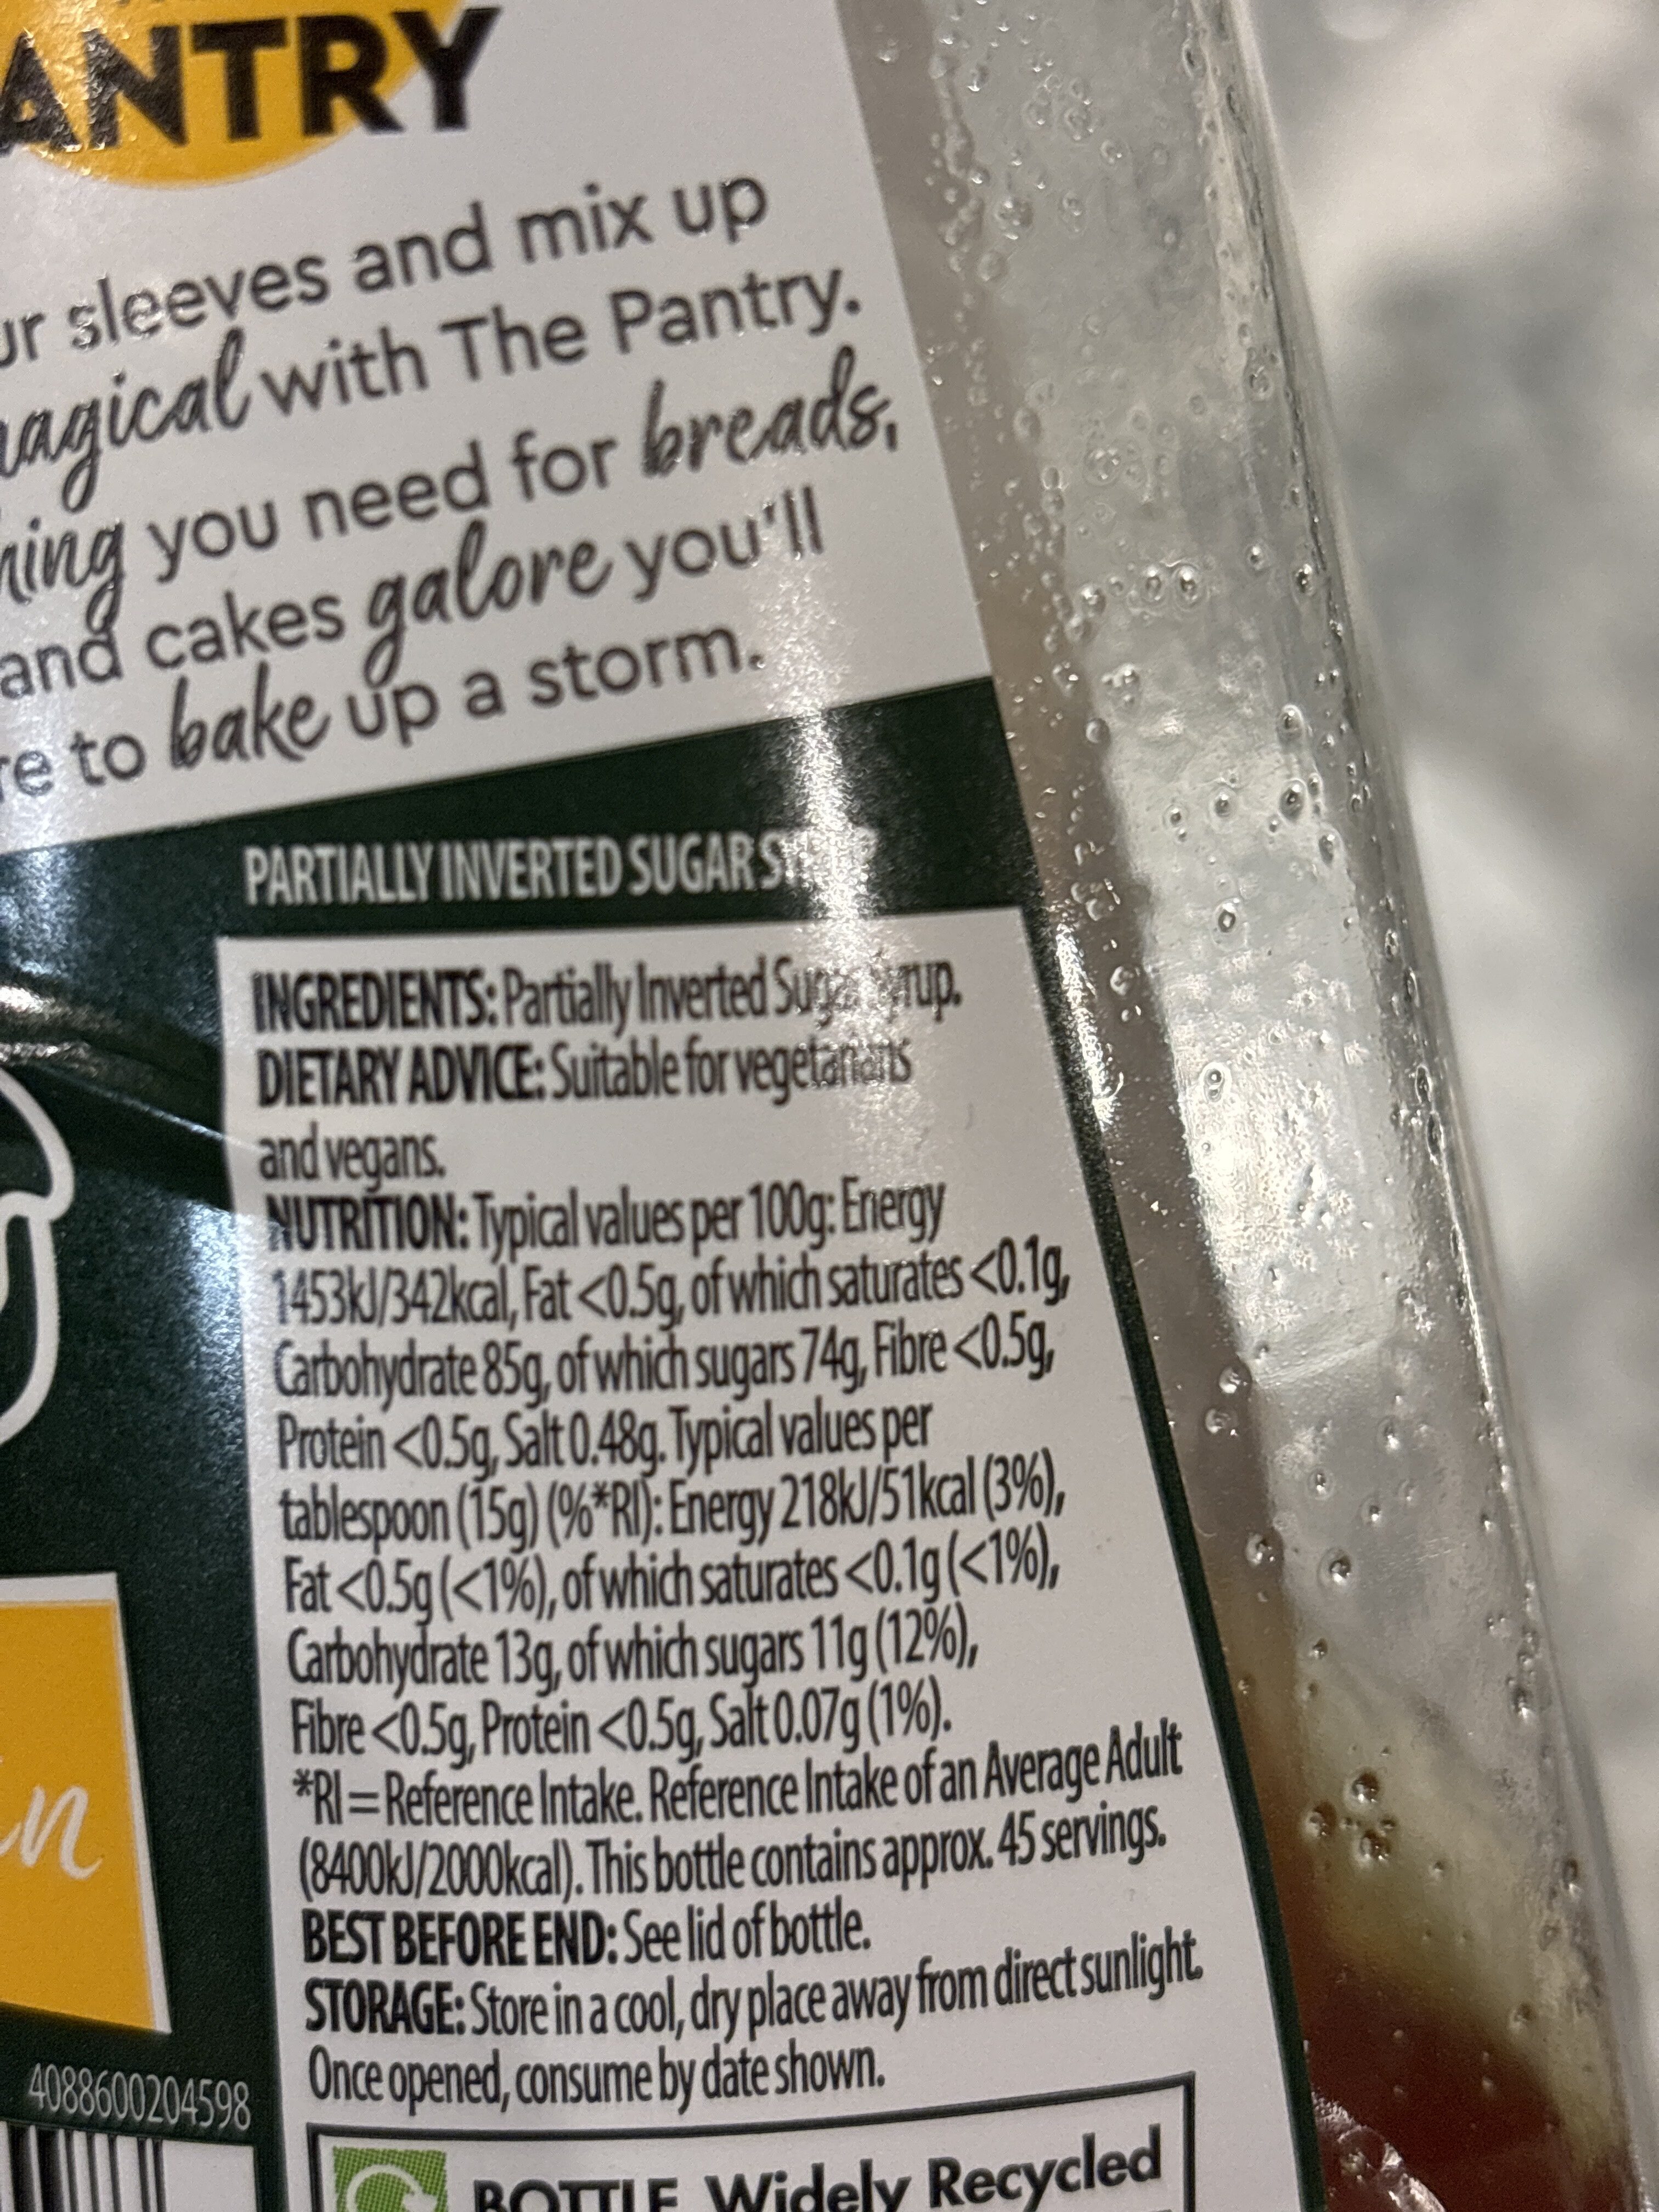 ANTRY
ur sleeves and mix up
magical with The Pantry.
you need for breads,
and cakes galore you'll
re to bake up a storm.
PARTIALLY INVERTED SUGAR
INGREDIENTS: Partially Inverted Sugar Syrup.
DIETARY ADVICE: Suitable for vegetarians
and vegans.
NUTRITION: Typical values per 100g: Energy
1453kJ/342kcal, Fat <0.5g, of which saturates <0.1g,
Carbohydrate 85g, of which sugars 74g, Fibre <0.5g,
Protein <0.5g, Salt 0.48g. Typical values per
tablespoon (15g) (%*RI): Energy 218kJ/51kcal (3%),
Fat <0.5g (<1%), of which saturates <0.1g (<1%),
Carbohydrate 13g, of which sugars 11g (12%),
Fibre <0.5g, Protein <0.5g, Salt 0.07g (1%).
*RI = Reference Intake. Reference Intake of an Average Adult
(8400kJ/2000kcal). This bottle contains approx. 45 servings.
BEST BEFORE END: See lid of bottle.
STORAGE: Store in a cool, dry place away from direct sunlight.
Once opened, consume by date shown.
4088600204598
BOTTLE Widely Recycled